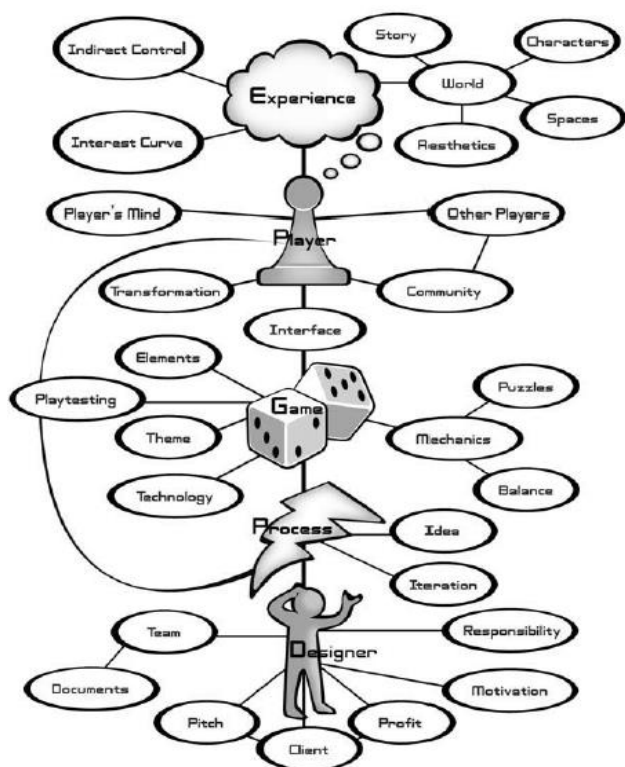 Indirect Control
Story
Characters
Experience
World
Spaces
Interest Curve
Aesthetics
Player's Mind
Other Players
Player
Transformation
Community
Interface
Elements
Puzzles
Playtesting
Game
Theme
Mechanics
Technology
Balance
Process
Idea
Iteration
Team
Responsibility
Designer
Documents
Motivation
Pitch
Profit
Client